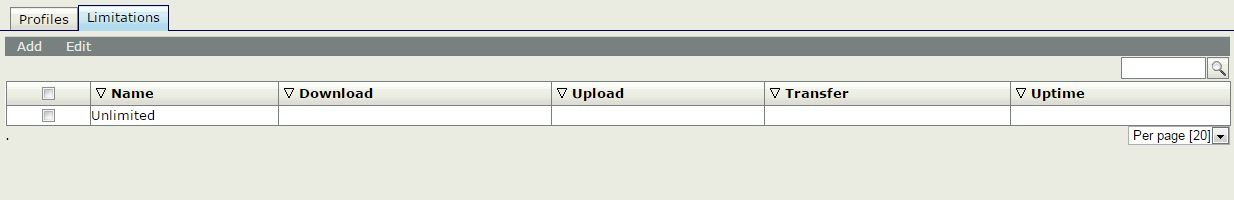 Profiles Limitations
Add Edit
Name Download Upload Transfer Uptime
Unlimited
.
Per page [20]